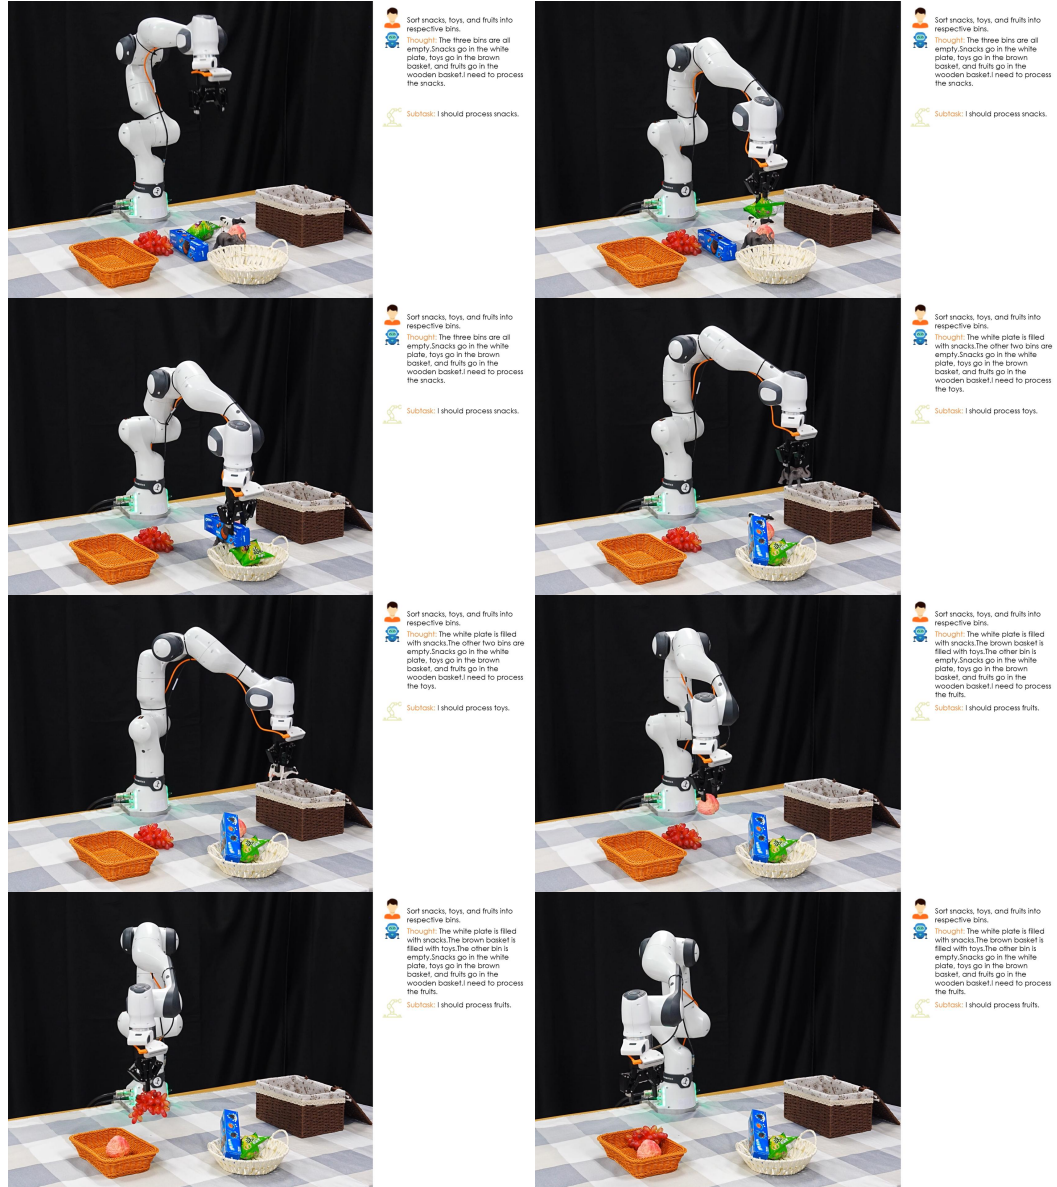 Sort snacks, toys, and fruits into
respective bins.
Thought: The three bins are all
empty.Snacks go in the white
plate, toys go in the brown
basket, and fruits go in the
wooden basket.I need to process
the snacks.
Subtask: I should process snacks.
Sort snacks, toys, and fruits into
respective bins.
Thought: The three bins are all
empty.Snacks go in the white
plate, toys go in the brown
basket, and fruits go in the
wooden basket.I need to process
the snacks.
Subtask: I should process snacks.
Sort snacks, toys, and fruits into
respective bins.
Thought: The three bins are all
empty.Snacks go in the white
plate, toys go in the brown
basket, and fruits go in the
wooden basket.I need to process
the snacks.
Subtask: I should process snacks.
Sort snacks, toys, and fruits into
respective bins.
Thought: The white plate is filled
with snacks.The other two bins are
empty.Snacks go in the white
plate, toys go in the brown
basket, and fruits go in the
wooden basket.I need to process
the toys.
Subtask: I should process toys.
Sort snacks, toys, and fruits into
respective bins.
Thought: The white plate is filled
with snacks.The other two bins are
empty.Snacks go in the white
plate, toys go in the brown
basket, and fruits go in the
wooden basket.I need to process
the toys.
Subtask: I should process toys.
Sort snacks, toys, and fruits into
respective bins.
Thought: The white plate is filled
with snacks.The brown basket is
filled with toys.The other bin is
empty.Snacks go in the white
plate, toys go in the brown
basket, and fruits go in the
wooden basket.I need to process
the fruits.
Subtask: I should process fruits.
Sort snacks, toys, and fruits into
respective bins.
Thought: The white plate is filled
with snacks.The brown basket is
filled with toys.The other bin is
empty.Snacks go in the white
plate, toys go in the brown
basket, and fruits go in the
wooden basket.I need to process
the fruits.
Subtask: I should process fruits.
Sort snacks, toys, and fruits into
respective bins.
Thought: The white plate is filled
with snacks.The brown basket is
filled with toys.The other bin is
empty.Snacks go in the white
plate, toys go in the brown
basket, and fruits go in the
wooden basket.I need to process
the fruits.
Subtask: I should process fruits.